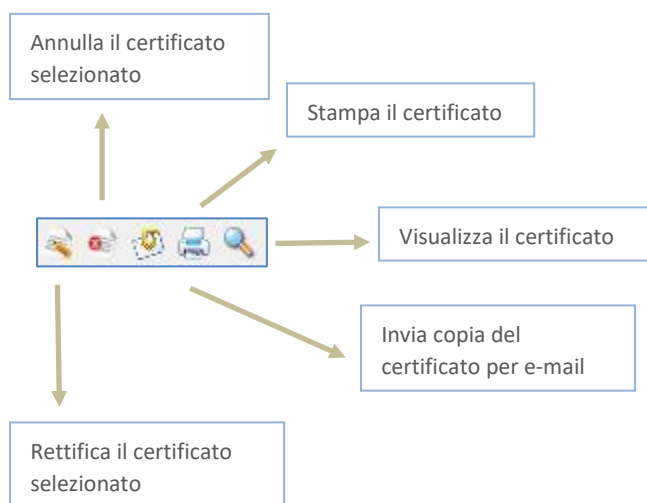 Annulla il certificato
selezionato
Stampa il certificato
Visualizza il certificato
Invia copia del
certificato per e-mail
Rettifica il certificato
selezionato